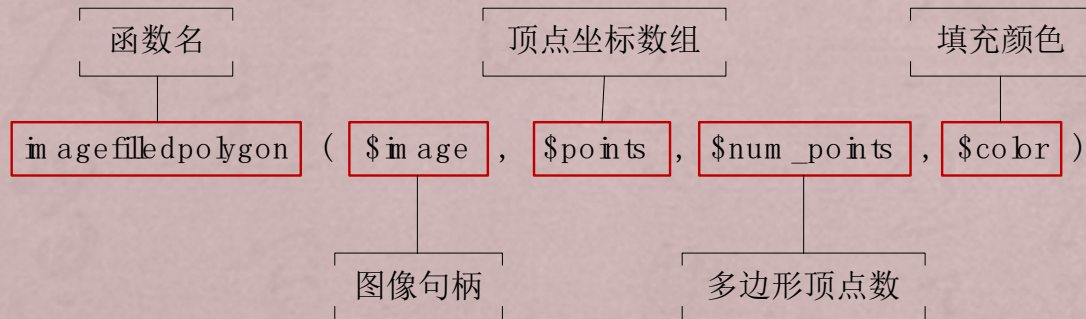 函数名 顶点坐标数组 填充颜色
imagefilledpolygon ( $image , $points , $num_points , $color )
图像句柄 多边形顶点数